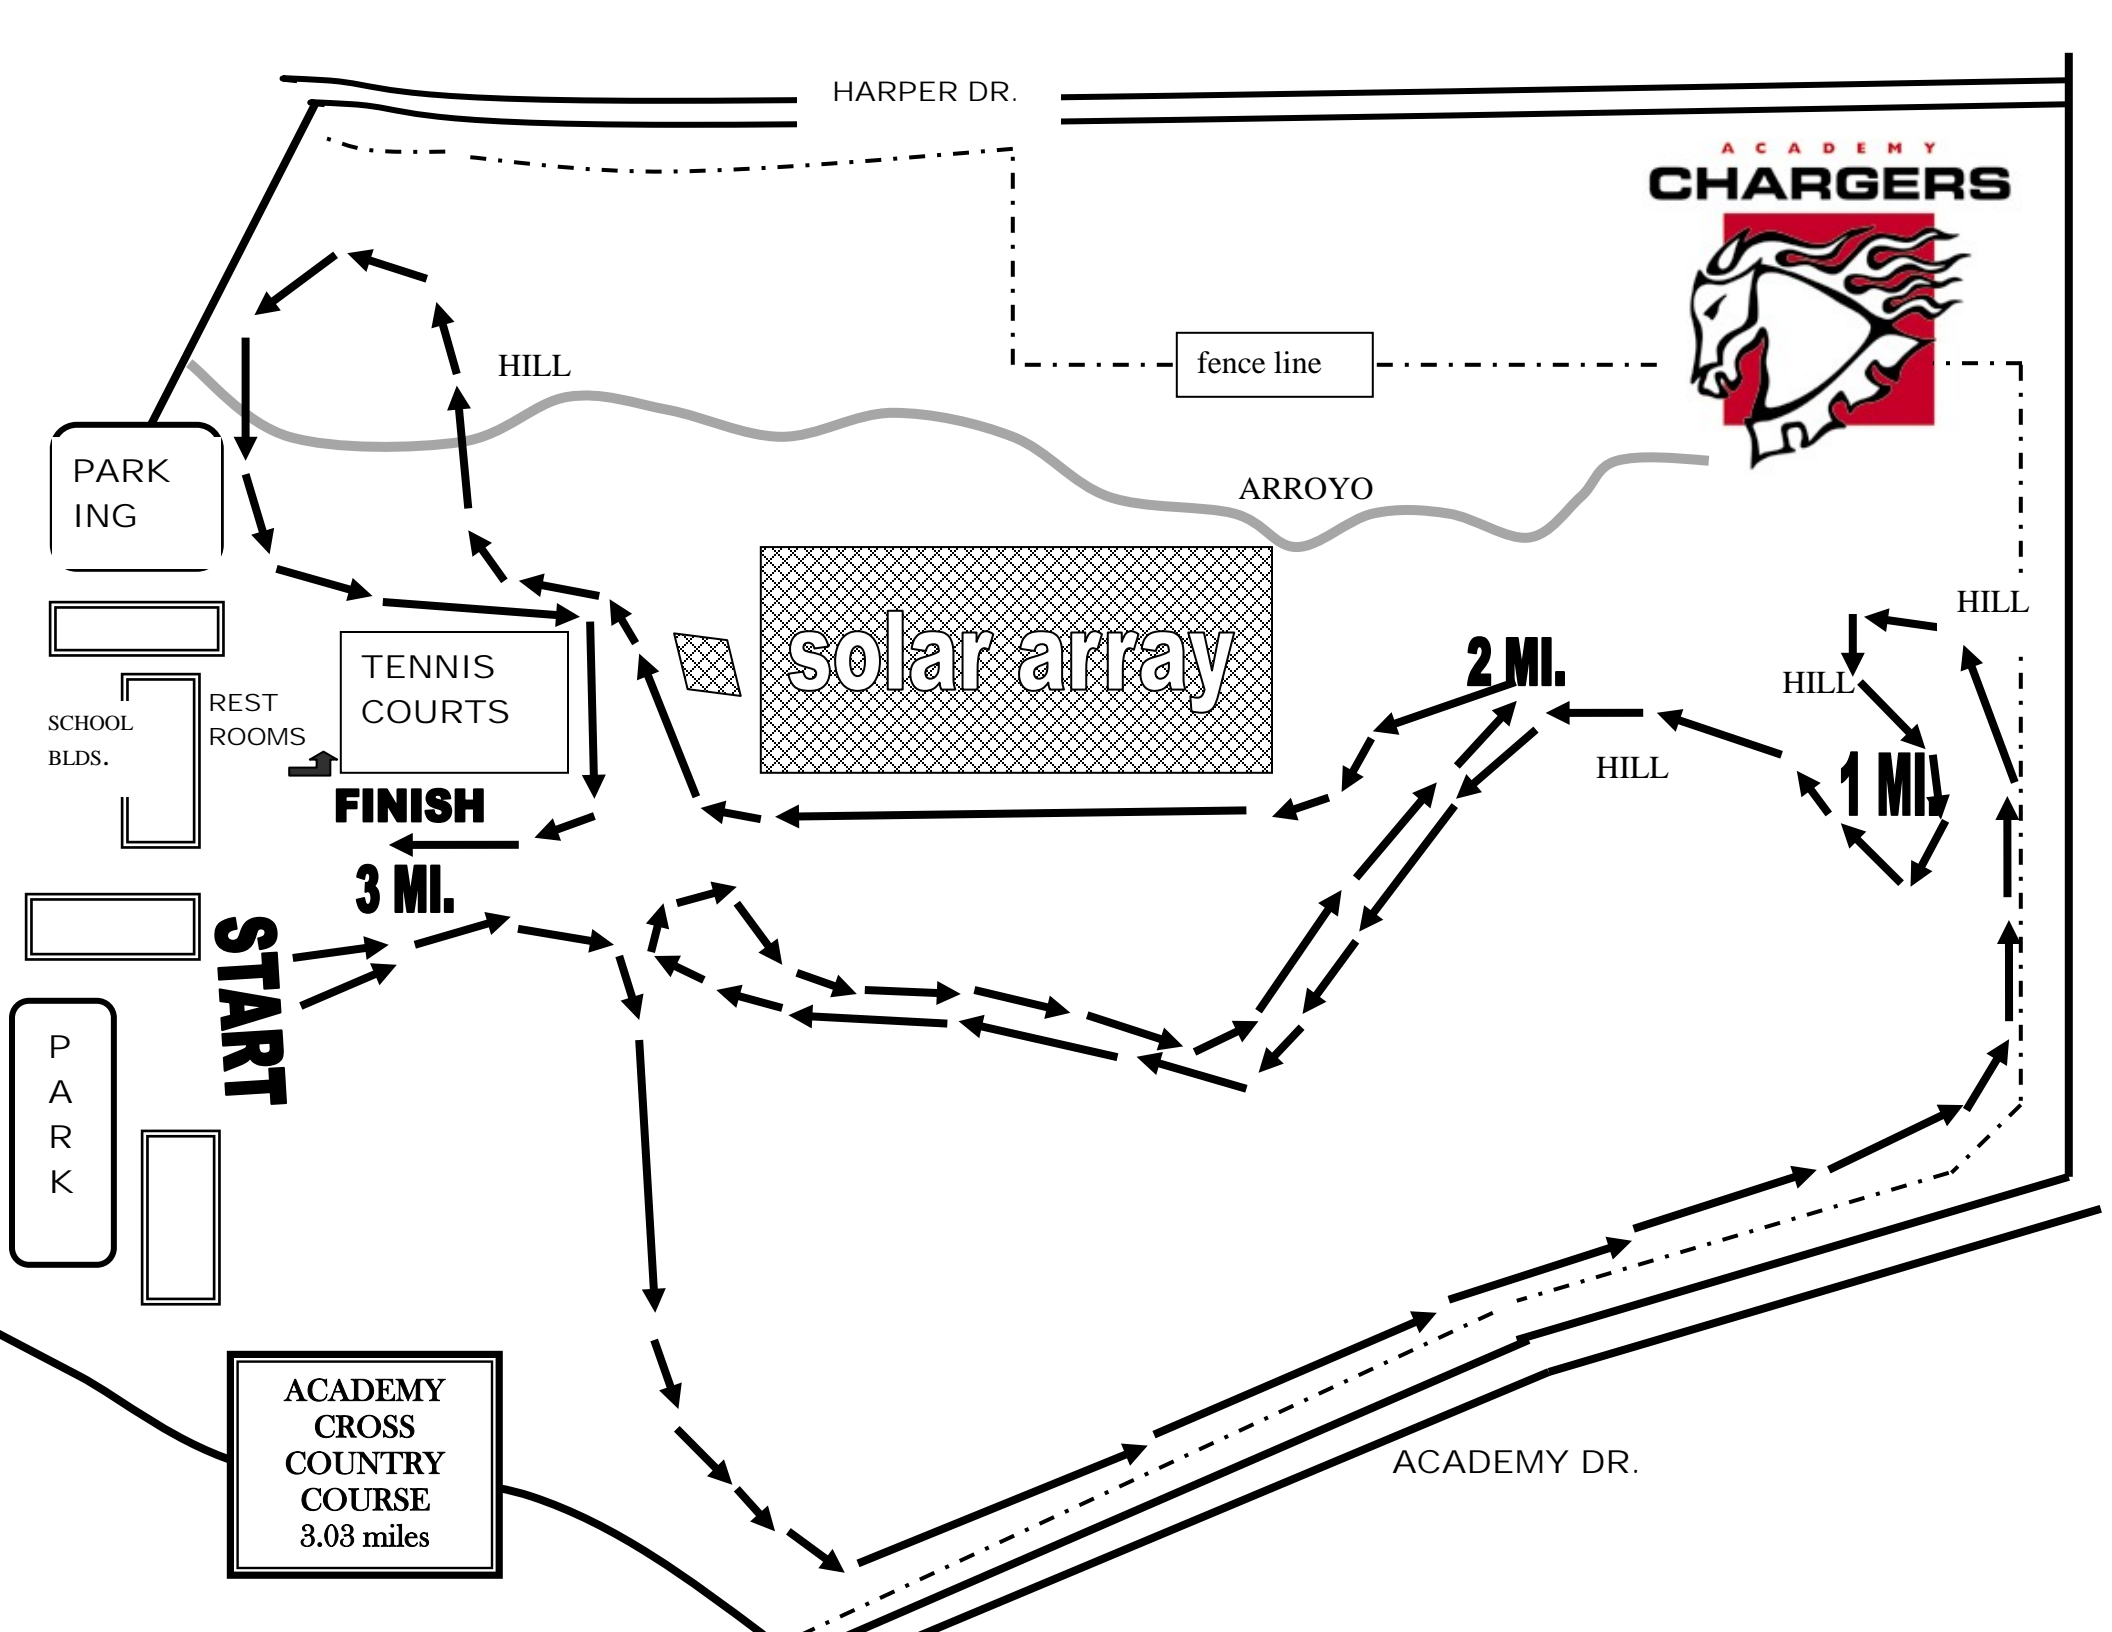 HARPER DR.
ACADEMY
CHARGERS
HILL
fence line
PARK
ING
ARROYO
HILL
solar array
2 MI.
TENNIS
COURTS
HILL
REST
ROOMS
SCHOOL
BLDS.
HILL
1 MI.
FINISH
3 MI.
START
P
A
R
K
ACADEMY
CROSS
COUNTRY
COURSE
3.03 miles
ACADEMY DR.